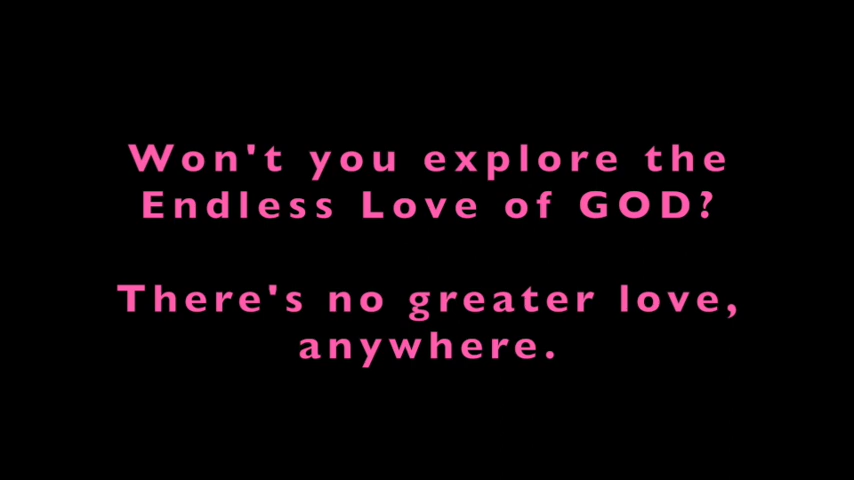 Won't you explore the
Endless Love of GOD?
There's no greater love,
anywhere.